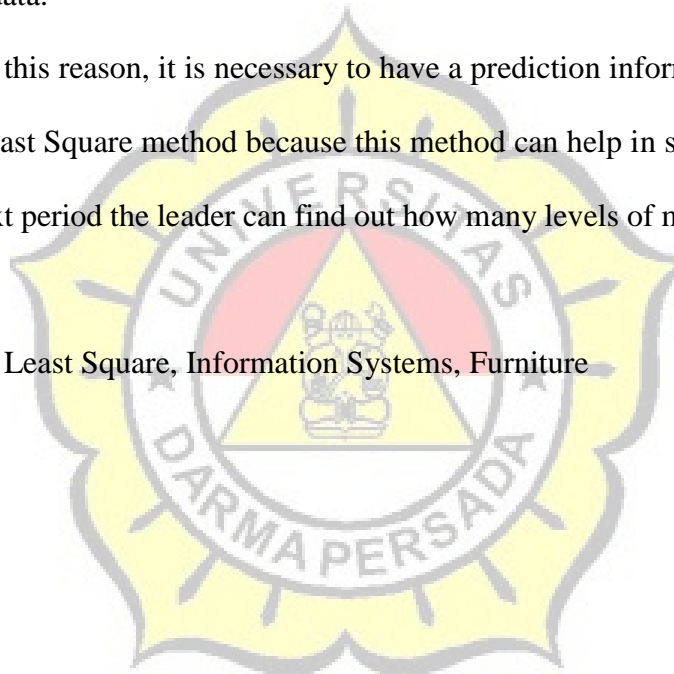 data.
this reason, it is necessary to have a prediction infor
ast Square method because this method can help in s
t period the leader can find out how many levels of
Least Square, Information Systems, Furniture
UNIVERSITAS
DARMA PERSADA